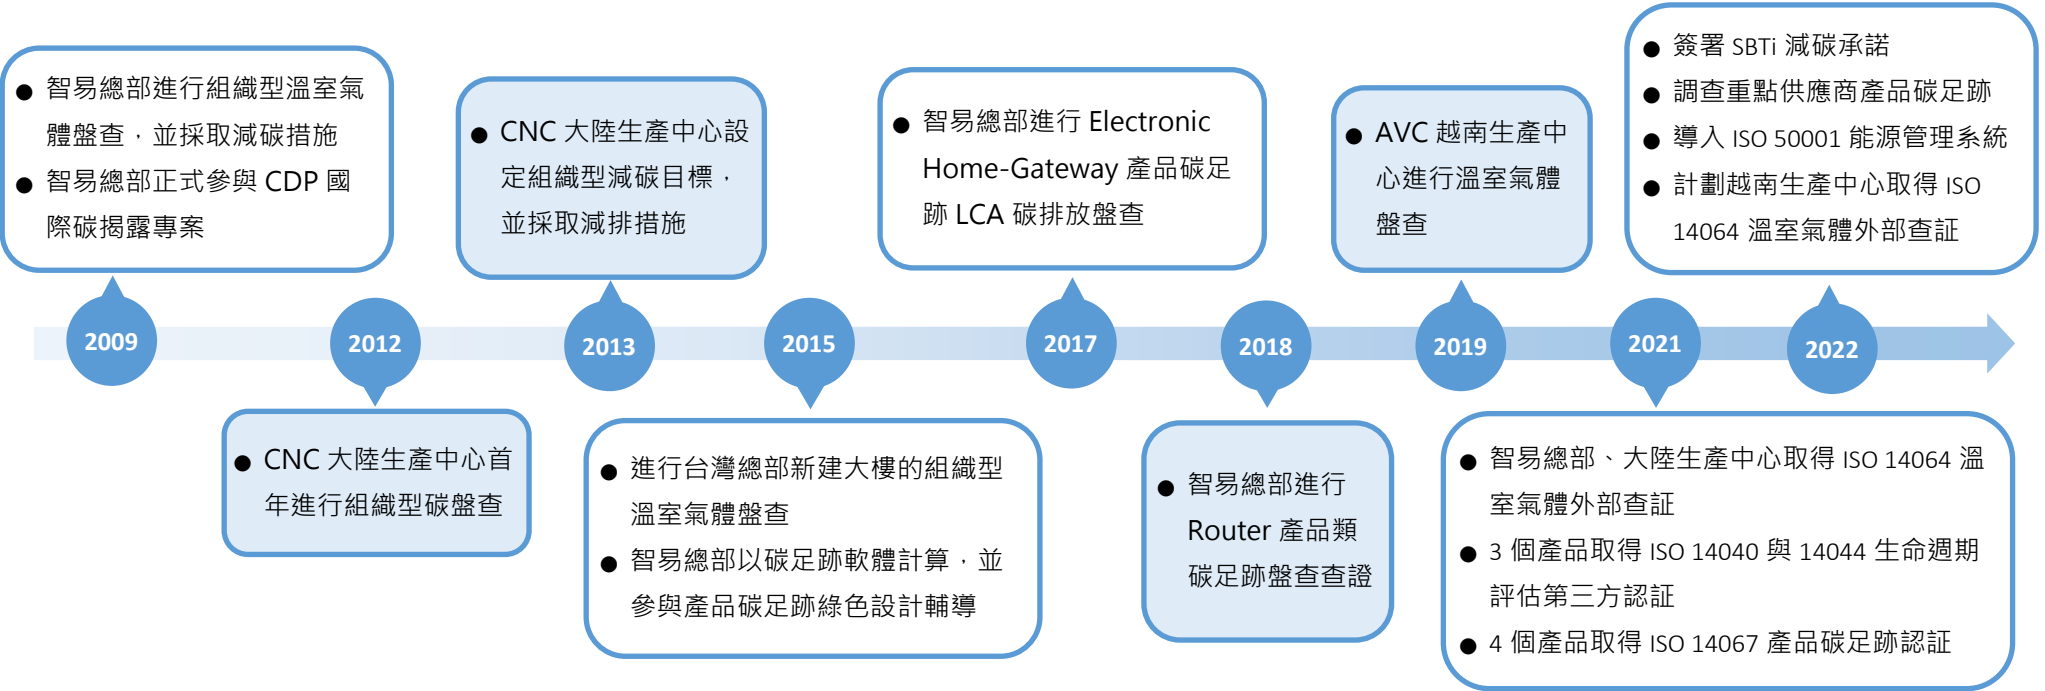 ● 智易總部進行組織型溫室氣
體盤查，並採取減碳措施
● 智易總部正式參與 CDP 國
際碳揭露專案
● CNC 大陸生產中心設
定組織型減碳目標，
並採取減排措施
● 智易總部進行 Electronic
Home-Gateway 產品碳足
跡 LCA 碳排放盤查
● AVC 越南生產中
心進行溫室氣體
盤查
● 簽署 SBTi 減碳承諾
● 調查重點供應商產品碳足跡
● 導入 ISO 50001 能源管理系統
● 計劃越南生產中心取得 ISO
14064 溫室氣體外部查証
2009
2012
2013
2015
2017
2018
2019
2021
2022
● CNC 大陸生產中心首
年進行組織型碳盤查
● 進行台灣總部新建大樓的組織型
溫室氣體盤查
● 智易總部以碳足跡軟體計算，並
參與產品碳足跡綠色設計輔導
● 智易總部進行
Router 產品類
碳足跡盤查查證
● 智易總部、大陸生產中心取得 ISO 14064 溫
室氣體外部查証
● 3 個產品取得 ISO 14040 與 14044 生命週期
評估第三方認証
● 4 個產品取得 ISO 14067 產品碳足跡認証